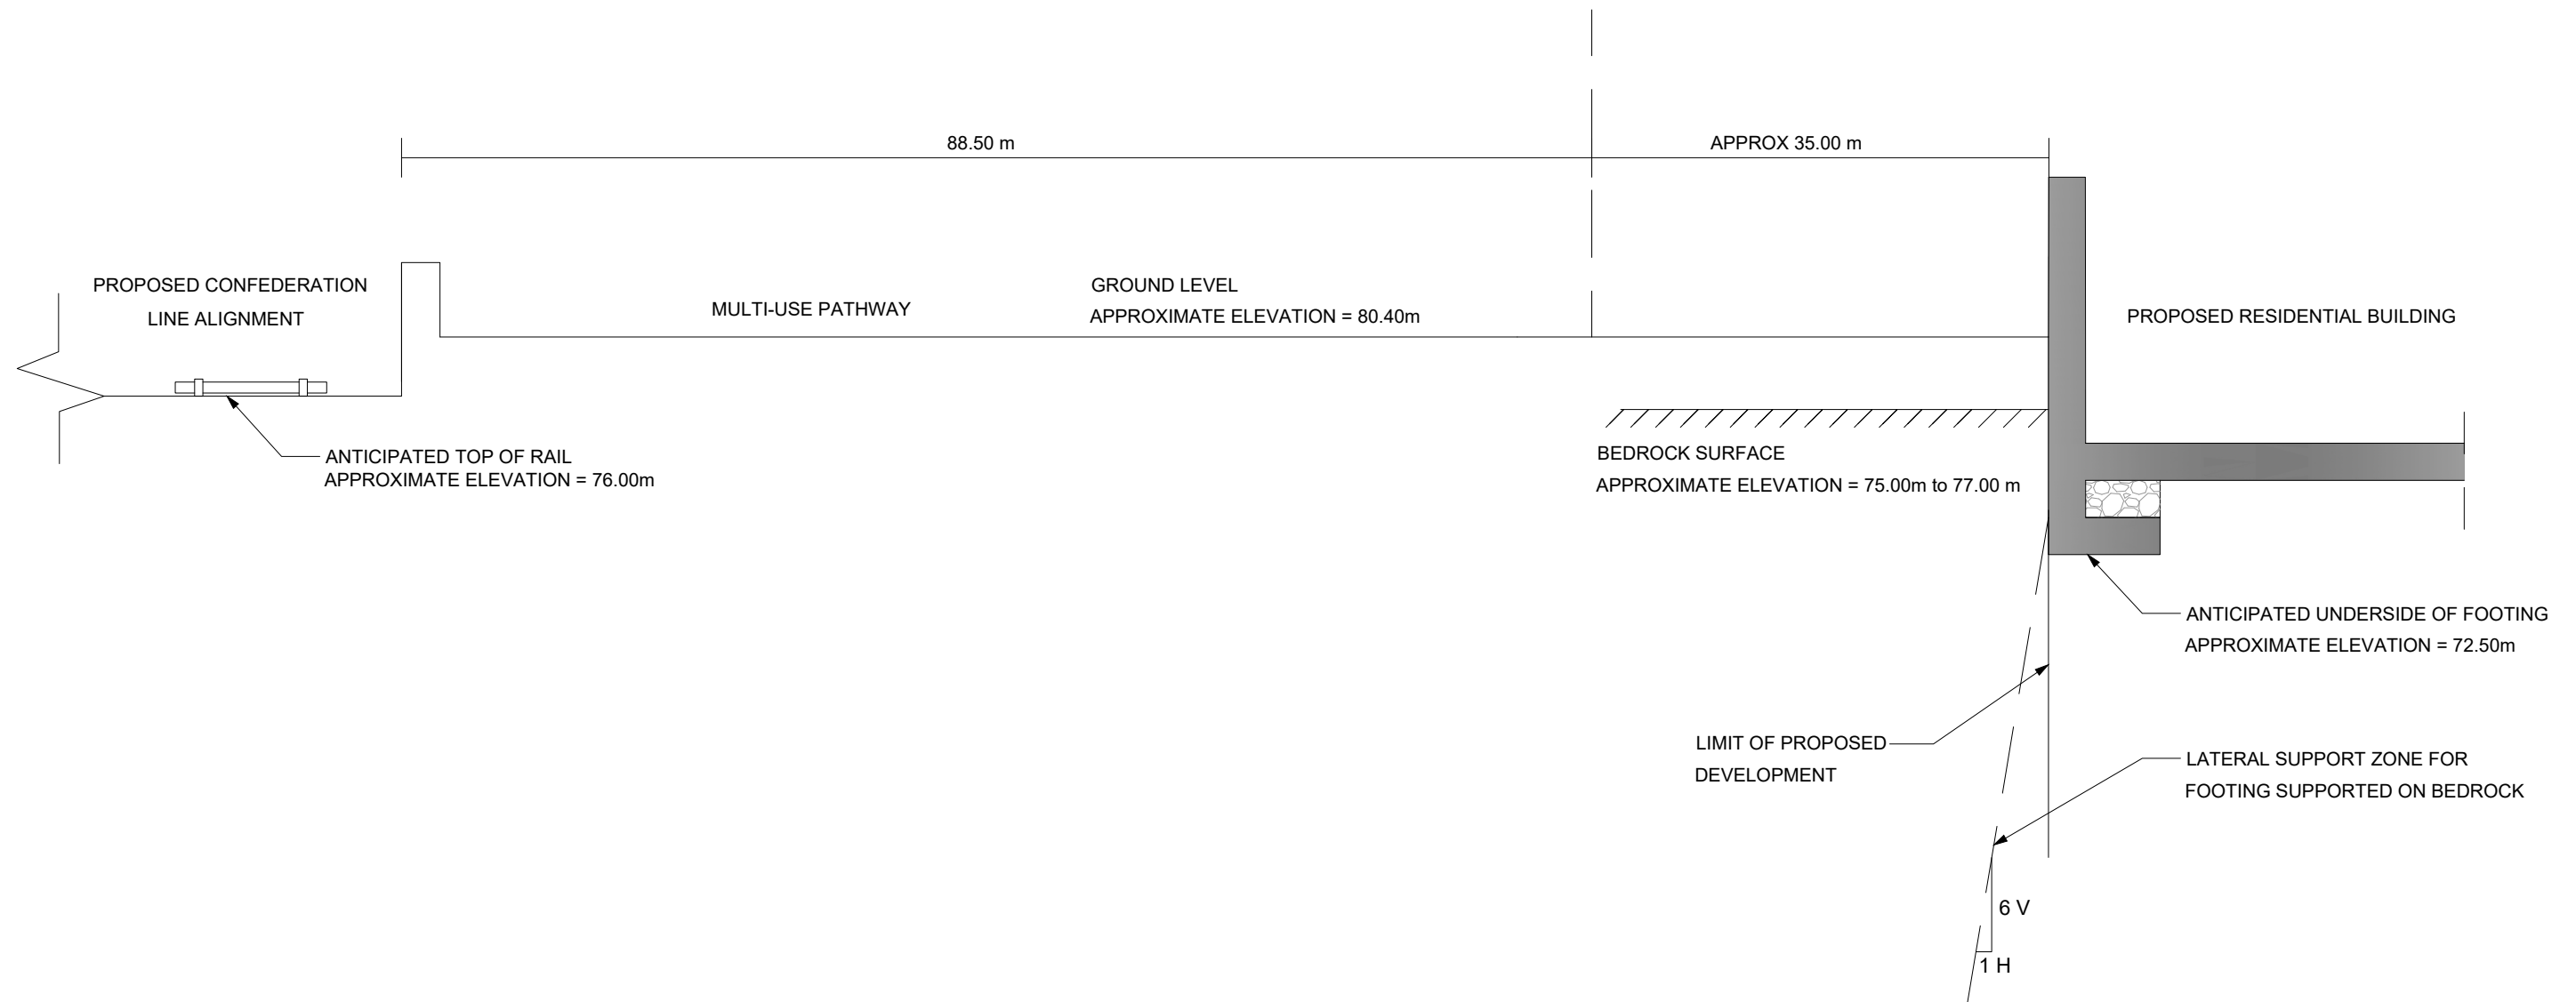 88.50 m
APPROX 35.00 m
PROPOSED CONFEDERATION
LINE ALIGNMENT
MULTI-USE PATHWAY
GROUND LEVEL
APPROXIMATE ELEVATION = 80.40m
PROPOSED RESIDENTIAL BUILDING
ANTICIPATED TOP OF RAIL
APPROXIMATE ELEVATION = 76.00m
BEDROCK SURFACE
APPROXIMATE ELEVATION = 75.00m to 77.00 m
ANTICIPATED UNDERSIDE OF FOOTING
APPROXIMATE ELEVATION = 72.50m
LIMIT OF PROPOSED
DEVELOPMENT
LATERAL SUPPORT ZONE FOR
FOOTING SUPPORTED ON BEDROCK
6 V
1 H